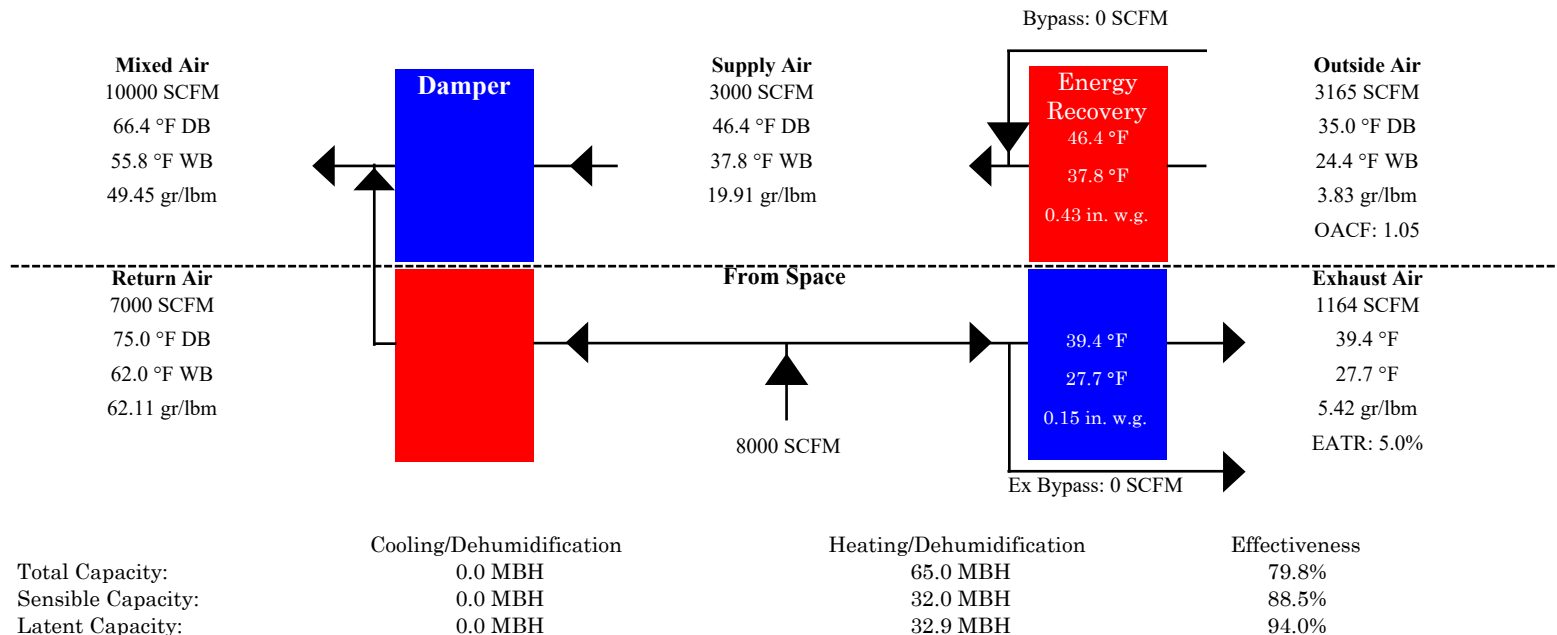 Bypass: 0 SCFM
Mixed Air
10000 SCFM
66.4 °F DB
55.8 °F WB
49.45 gr/lbm
Damper
Supply Air
3000 SCFM
46.4 °F DB
37.8 °F WB
19.91 gr/lbm
Energy
Recovery
46.4 °F
37.8 °F
0.43 in. w.g.
Outside Air
3165 SCFM
35.0 °F DB
24.4 °F WB
3.83 gr/lbm
OACF: 1.05
Return Air
7000 SCFM
75.0 °F DB
62.0 °F WB
62.11 gr/lbm
From Space
8000 SCFM
39.4 °F
27.7 °F
0.15 in. w.g.
Ex Bypass: 0 SCFM
Exhaust Air
1164 SCFM
39.4 °F
27.7 °F
5.42 gr/lbm
EATR: 5.0%
Cooling/Dehumidification Heating/Dehumidification Effectiveness
Total Capacity: 0.0 MBH 65.0 MBH 79.8%
Sensible Capacity: 0.0 MBH 32.0 MBH 88.5%
Latent Capacity: 0.0 MBH 32.9 MBH 94.0%